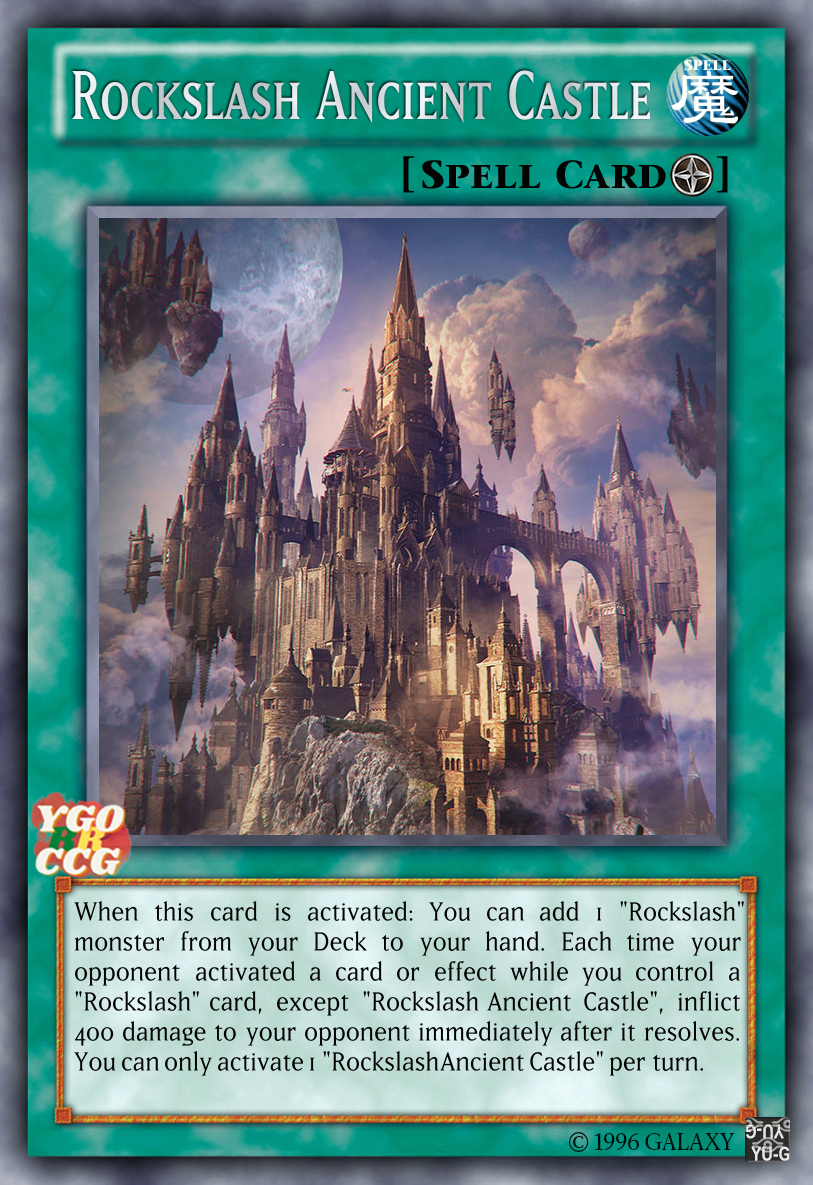 ROCKSLASH ANCIENT CASTLE
SPELL
魔
[SPELL CARD]
YGO
RR
CCG
When this card is activated: You can add 1 "Rockslash"
monster from your Deck to your hand. Each time your
opponent activated a card or effect while you control a
"Rockslash" card, except "Rockslash Ancient Castle", inflict
400 damage to your opponent immediately after it resolves.
You can only activate 1 "RockslashAncient Castle" per turn.
© 1996 GALAXY
YU-G
YU-G